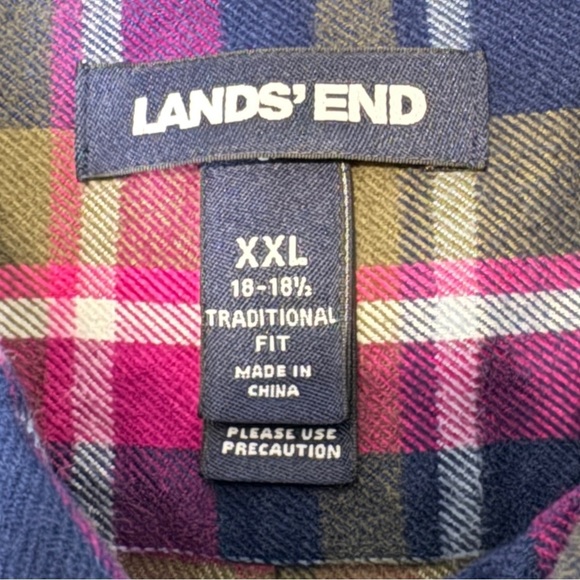 LANDS' END
XXL
18-18½
TRADITIONAL
FIT
MADE IN
CHINA
PLEASE USE
PRECAUTION